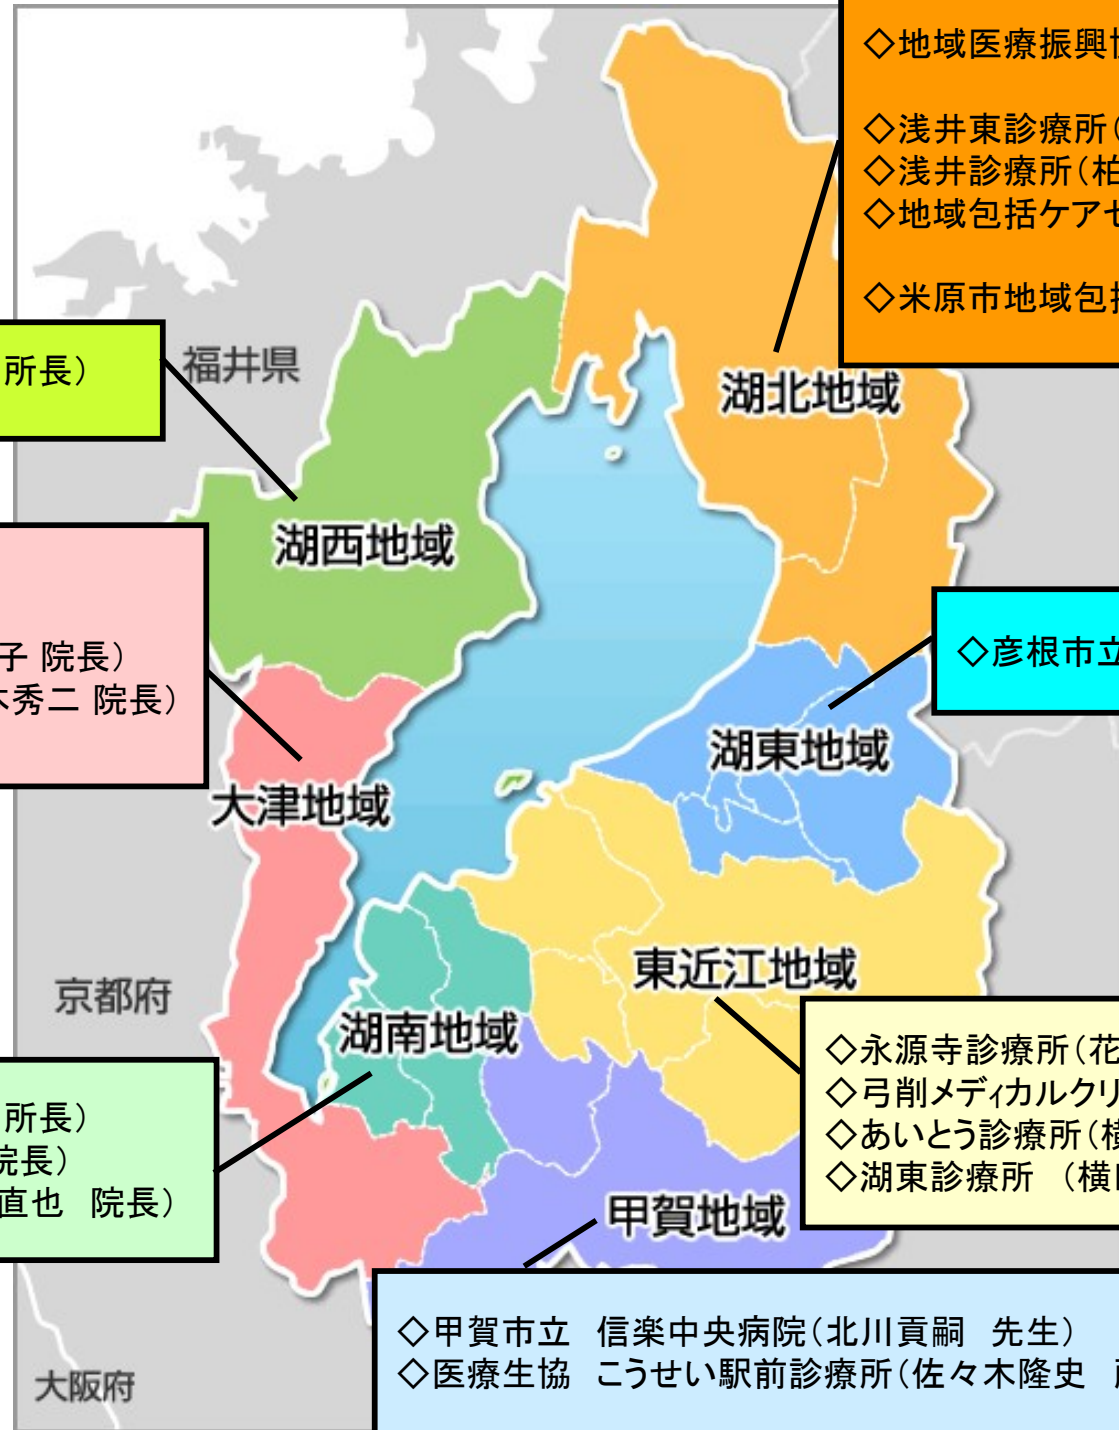 ◇地域医療振興
◇浅井東診療所(
◇浅井診療所(柏
◇地域包括ケアセ
◇米原市地域包
所長)
福井県
湖北地域
湖西地域
子 院長)
木秀二 院長)
◇彦根市立
湖東地域
大津地域
東近江地域
京都府
湖南地域
◇永源寺診療所(花
◇弓削メディカルクリ
◇あいとう診療所(横
◇湖東診療所 (横
所長)
院長)
直也 院長)
甲賀地域
◇甲賀市立 信楽中央病院(北川貢嗣 先生)
◇医療生協 こうせい駅前診療所(佐々木隆史
大阪府